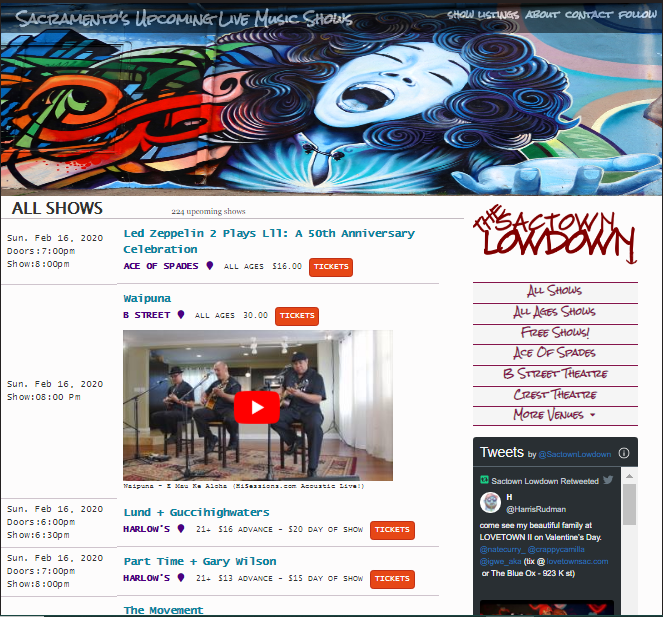 Sacramento's Upcoming Live Music Shows
show listings about contact follow
ALL SHOWS
224 upcoming shows
Sun. Feb 16, 2020
Doors:7:00pm
Show:8:00pm
Led Zeppelin 2 Plays Lll: A 50th Anniversary
Celebration
ACE OF SPADES ALL AGES $16.00 TICKETS
Sun. Feb 16, 2020
Show:08:00 Pm
Waipuna
B STREET ALL AGES 30.00 TICKETS
Waipuna - E Mau Ke Aloha (HiSessions.com Acoustic Live!)
Sun. Feb 16, 2020
Doors:6:00pm
Show:6:30pm
Lund + Guccihighwaters
HARLOW'S 21+ $16 ADVANCE - $20 DAY OF SHOW TICKETS
Sun. Feb 16, 2020
Doors:7:00pm
Show:8:00pm
Part Time + Gary Wilson
HARLOW'S 21+ $13 ADVANCE - $15 DAY OF SHOW TICKETS
The Movement
THE SACTOWN
LOWDOWN
All Shows
All Ages Shows
Free Shows!
Ace Of Spades
B Street Theatre
Crest Theatre
More Venues
Tweets by @SactownLowdown
Sactown Lowdown Retweeted
H
@HarrisRudman
come see my beautiful family at
LOVETOWN II on Valentine's Day.
@natecurry_ @crappycamilla
@igwe_aka (tix @ lovetownsac.com
or The Blue Ox - 923 K st)